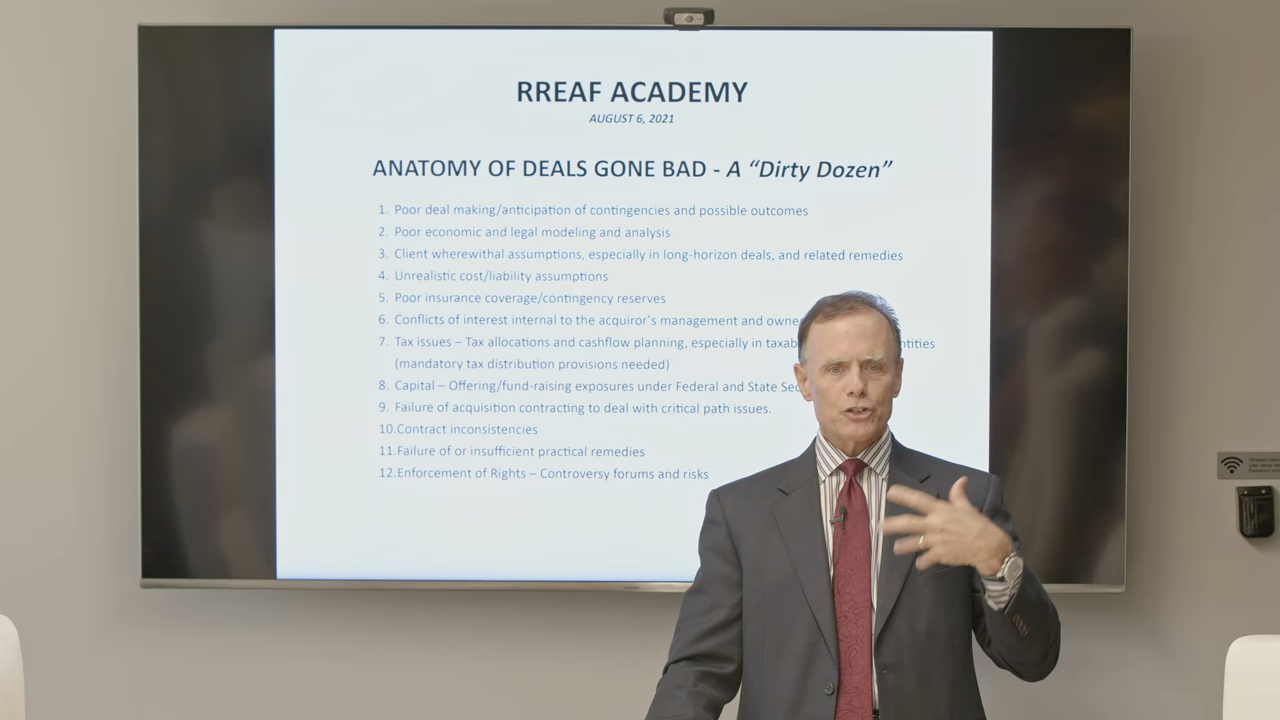 RREAF ACADEMY
AUGUST 6, 2021
ANATOMY OF DEALS GONE BAD - A “Dirty Dozen”
1. Poor deal making/anticipation of contingencies and possible outcomes
2. Poor economic and legal modeling and analysis
3. Client wherewithal assumptions, especially in long-horizon deals, and related remedies
4. Unrealistic cost/liability assumptions
5. Poor insurance coverage/contingency reserves
6. Conflicts of interest internal to the acquiror’s management and
7. Tax issues – Tax allocations and cashflow planning, especially in
(mandatory tax distribution provisions needed)
8. Capital – Offering/fund-raising exposures under Federal and State
9. Failure of acquisition contracting to deal with critical path issues.
10.Contract inconsistencies
11.Failure of or insufficient practical remedies
12.Enforcement of Rights – Controversy forums and risks